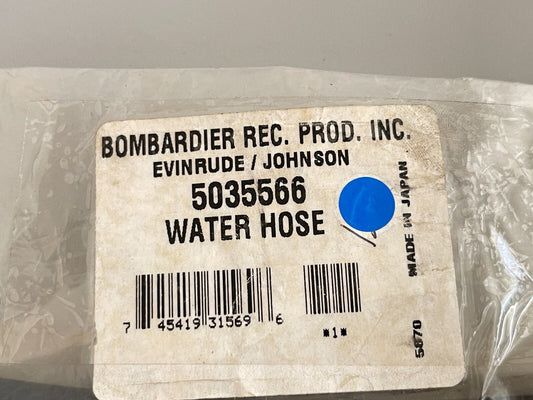 BOMBARDIER REC. PROD. INC.
EVINRUDE / JOHNSON
5035566
WATER HOSE
7 45419 31569 6
*1*
MADE IN JAPAN
5870